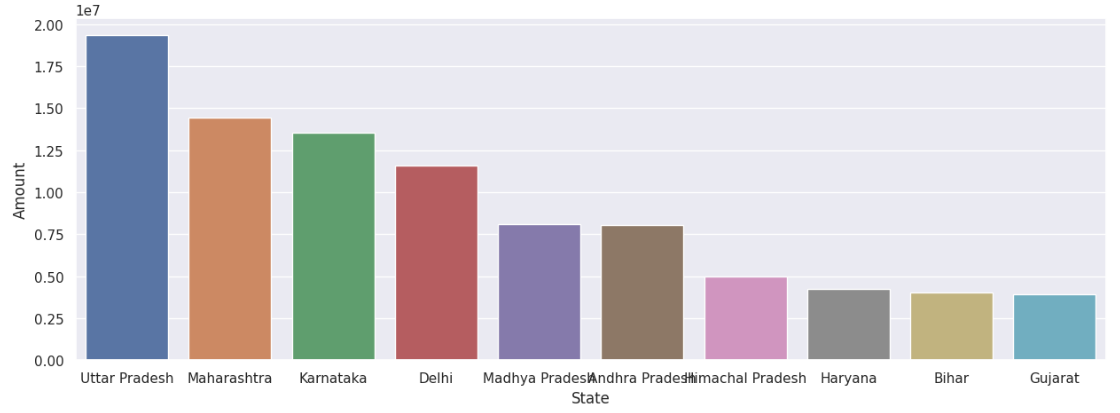 1e7
2.00
1.75
1.50
1.25
1.00
0.75
0.50
0.25
0.00
Amount
Uttar Pradesh Maharashtra Karnataka Delhi Madhya Pradesh Andhra Pradesh Himachal Pradesh Haryana Bihar Gujarat
State